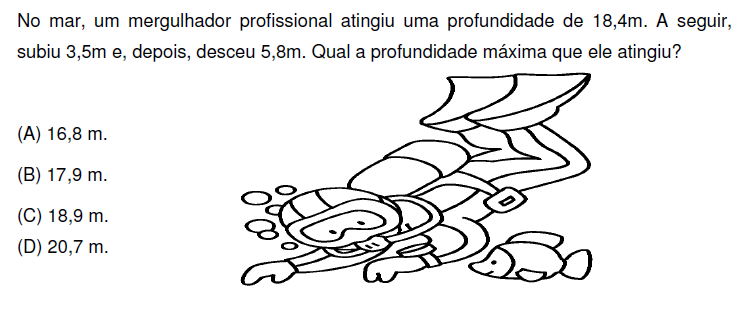 No mar, um mergulhador profissional atingiu uma profundidade de 18,4m. A seguir,
subiu 3,5m e, depois, desceu 5,8m. Qual a profundidade máxima que ele atingiu?
(A) 16,8 m.
(B) 17,9 m.
(C) 18,9 m.
(D) 20,7 m.